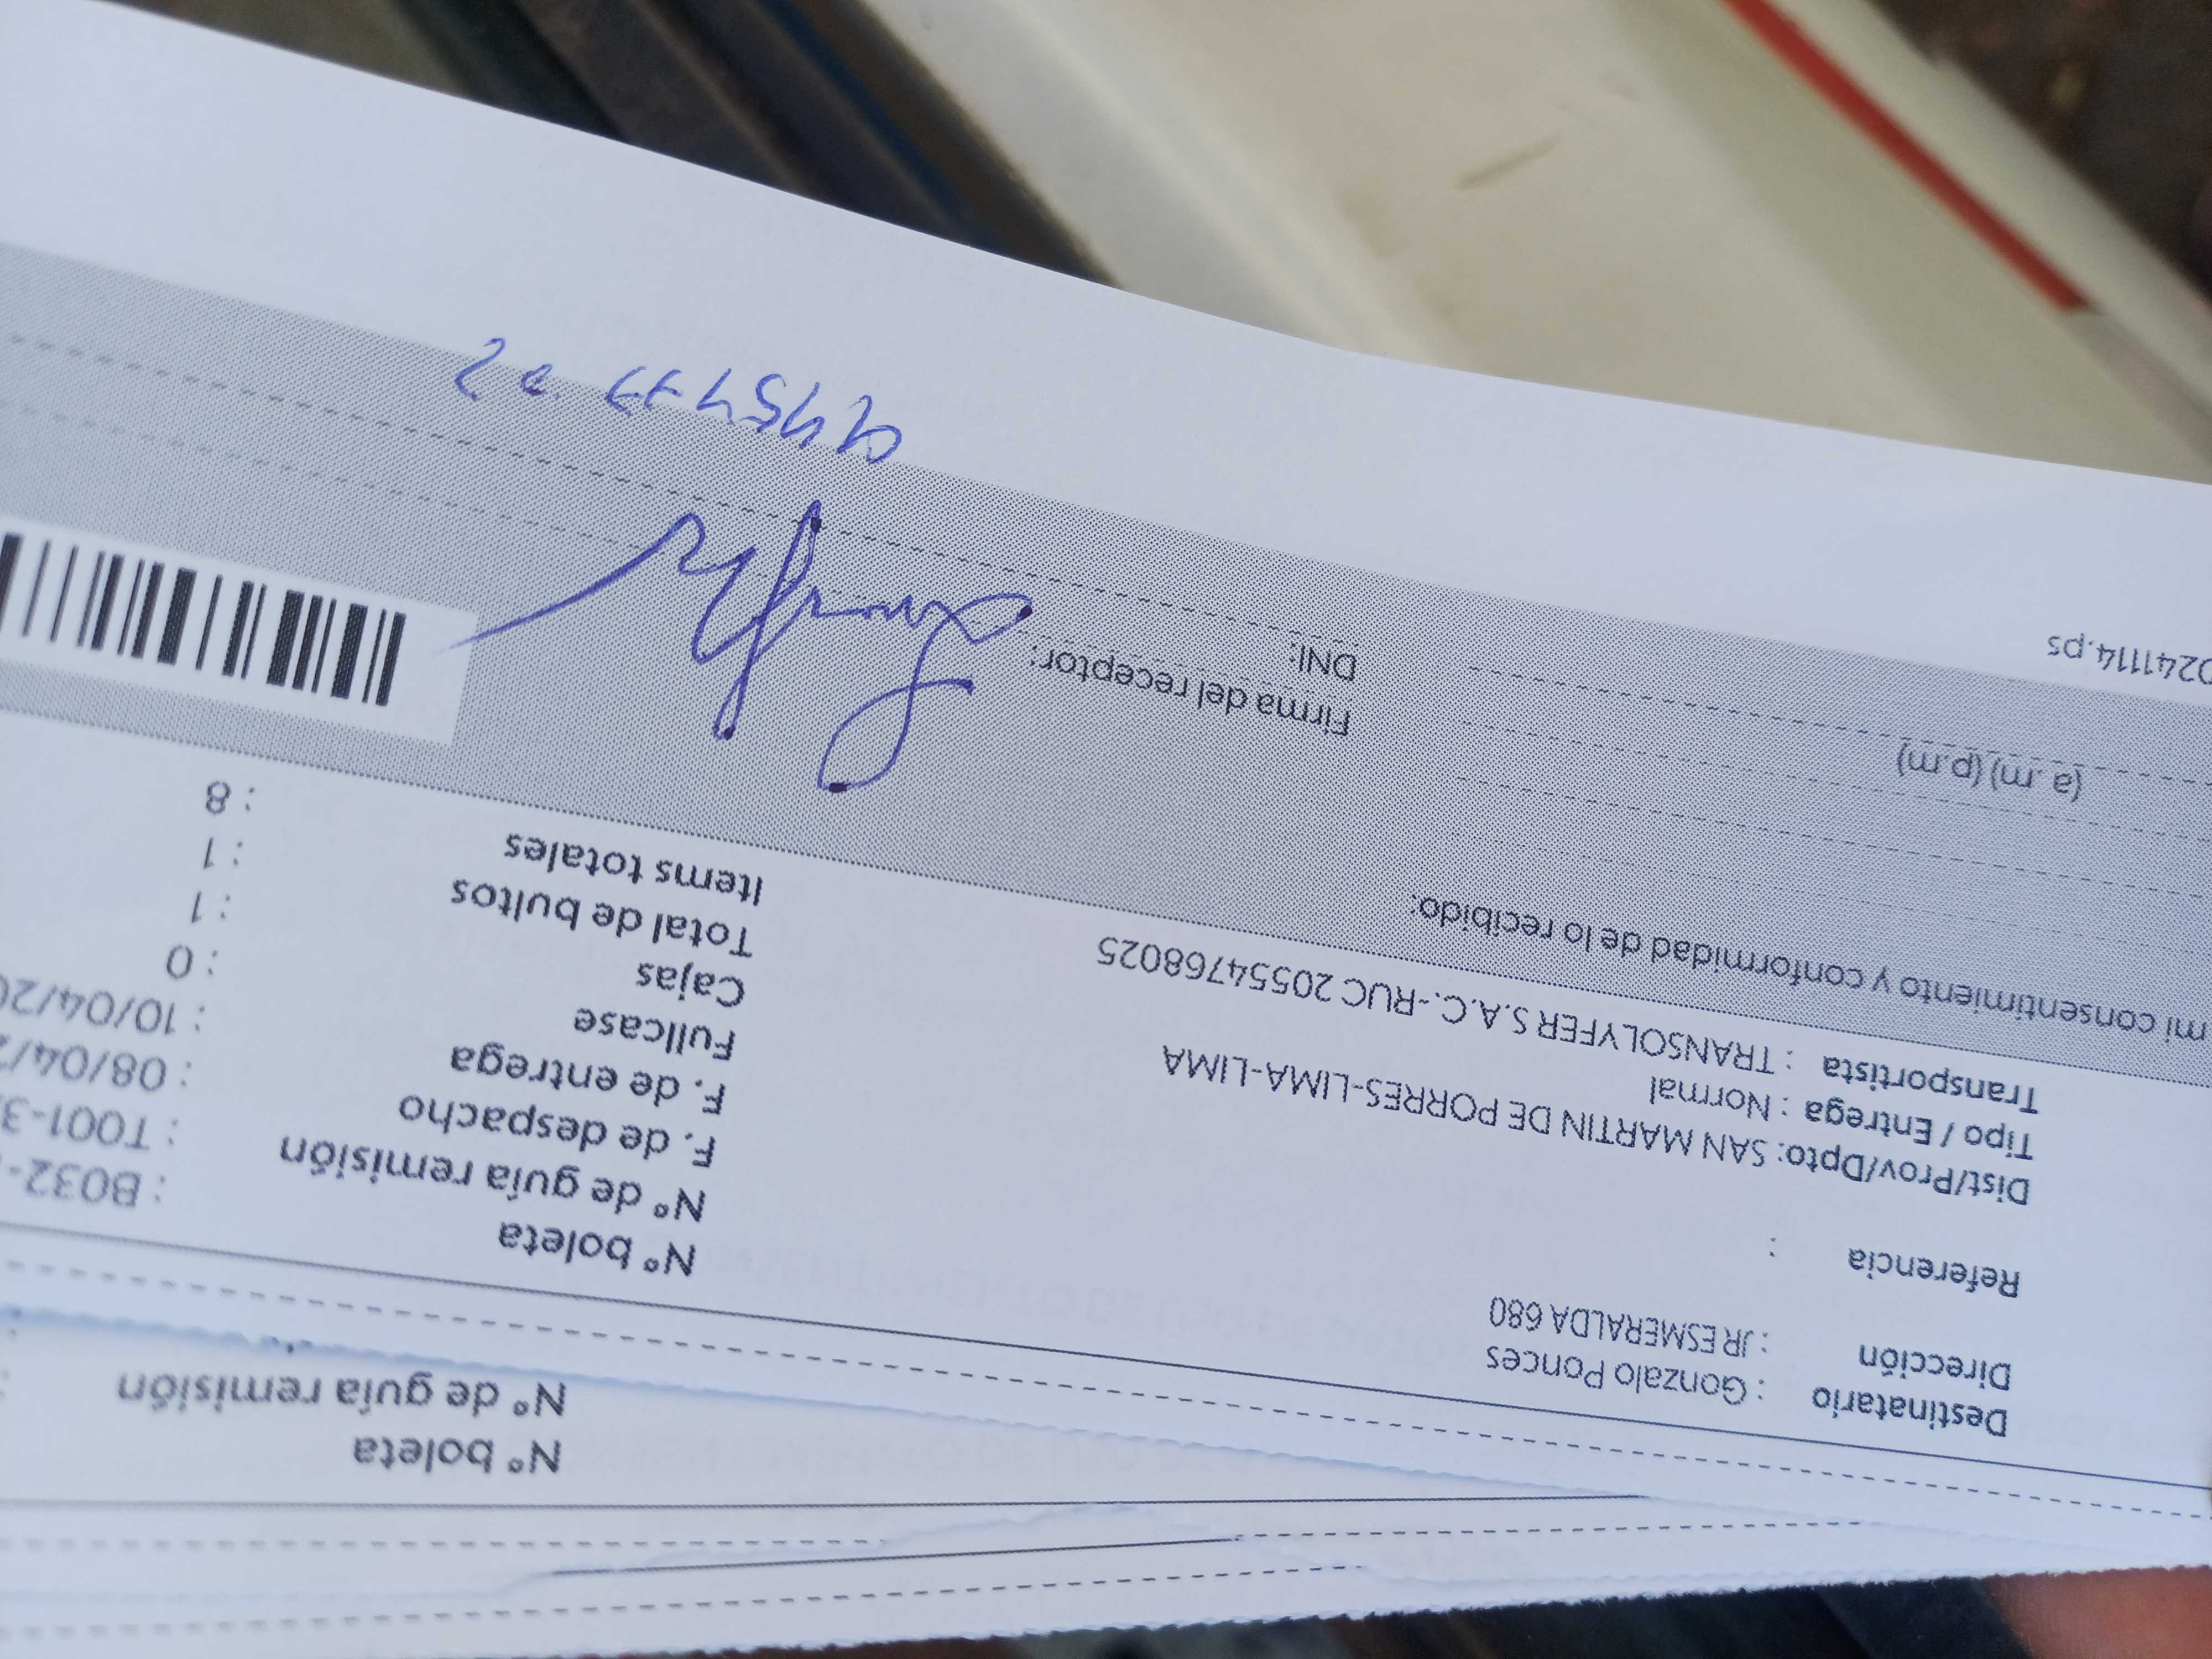 Destinatario : Gonzalo Ponces
Dirección : JR ESMERALDA 680
Referencia :
Dist/Prov/Dpto: SAN MARTIN DE PORRES-LIMA-LIMA
Tipo / Entrega : Normal
Transportista : TRANSOLYFER S.A.C.-RUC 20554768025
N° boleta : B032-
N° de guía remisión : T001-3
F. de despacho : 08/04/2
F. de entrega : 10/04/20
Fullcase : 0
Cajas : 1
Total de bultos : 1
Items totales : 8
mi consentimiento y conformidad de lo recibido:
(a .m) (p.m)
Firma del receptor:
DNI:
0241114.ps
N° boleta
N° de guía remisión :